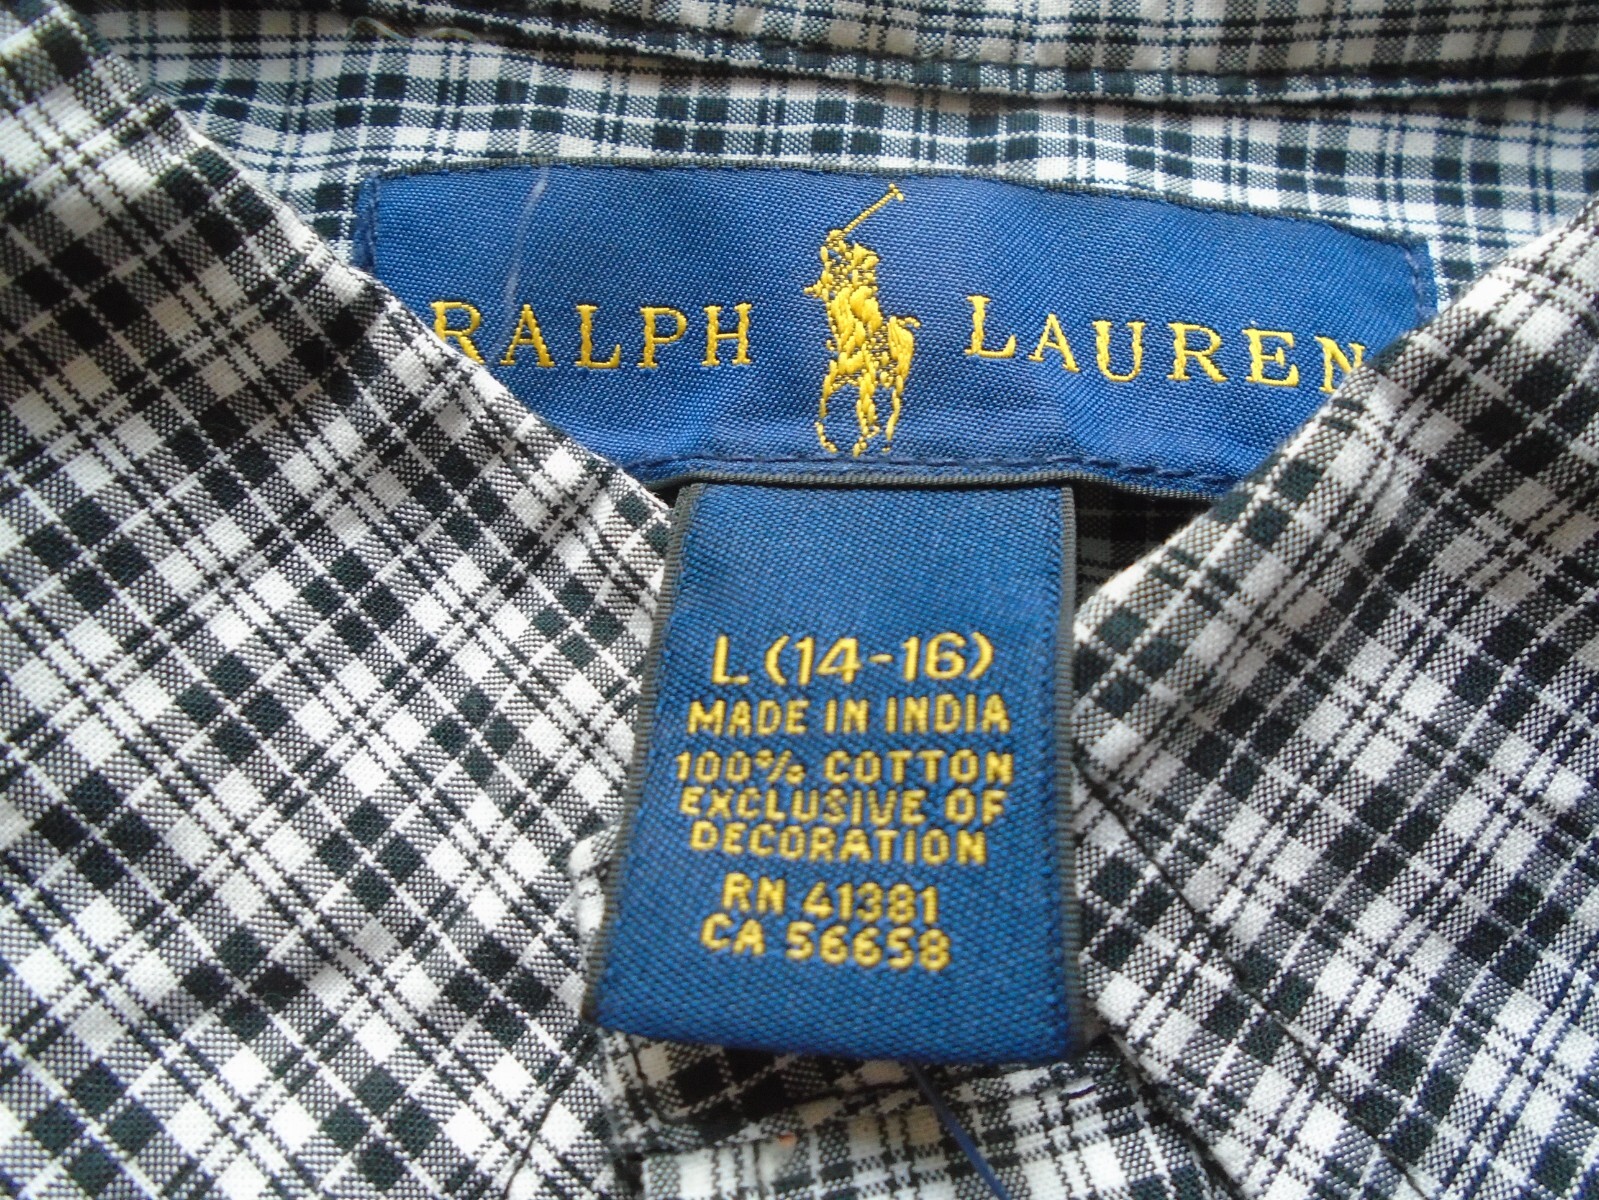 RALPH LAUREN
L (14-16)
MADE IN INDIA
100% COTTON
EXCLUSIVE OF
DECORATION
RN 41381
CA 56658